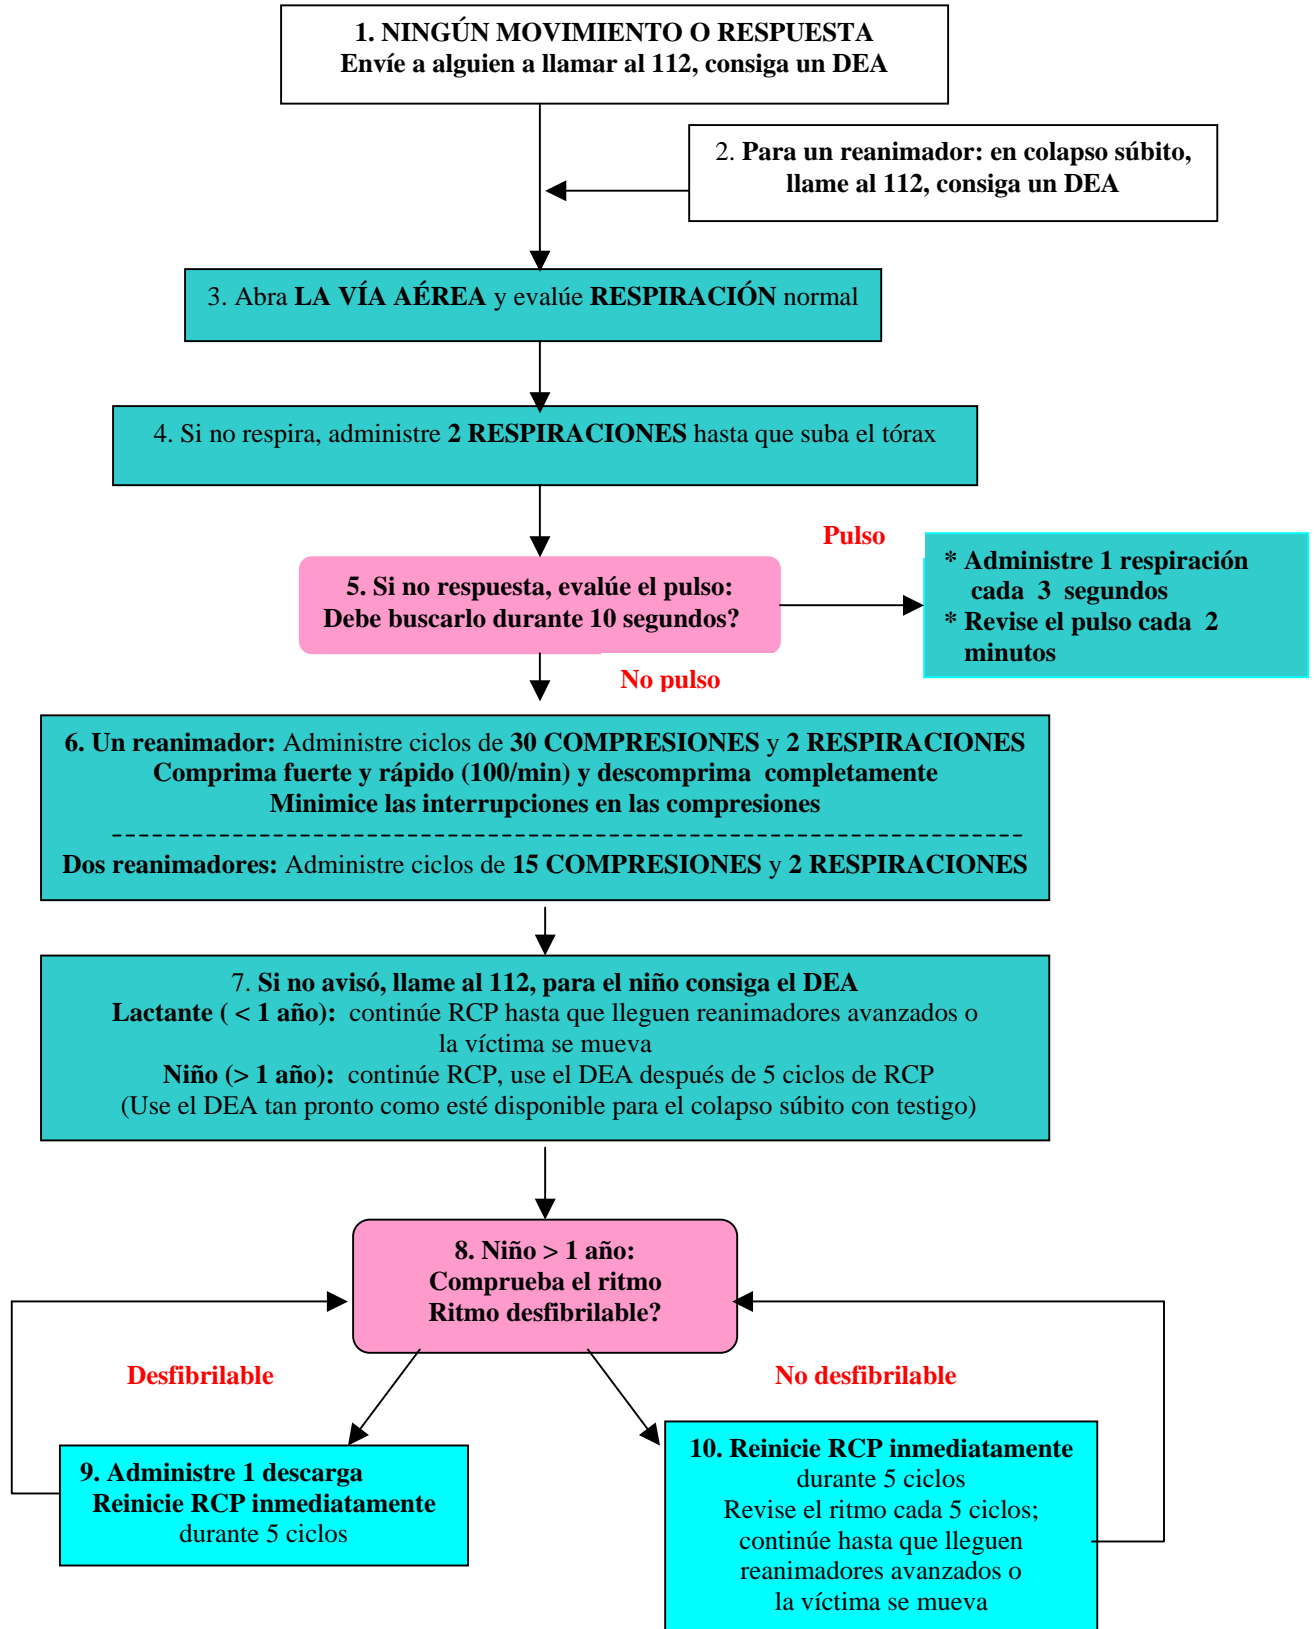 1. NINGÚN MOVIMIENTO O RESPUESTA
Envíe a alguien a llamar al 112, consiga un DEA
2. Para un reanimador: en colapso súbito,
llame al 112, consiga un DEA
3. Abra LA VÍA AÉREA y evalúe RESPIRACIÓN normal
4. Si no respira, administre 2 RESPIRACIONES hasta que suba el tórax
Pulso
5. Si no respuesta, evalúe el pulso:
Debe buscarlo durante 10 segundos?
* Administre 1 respiración
cada 3 segundos
* Revise el pulso cada 2
minutos
No pulso
6. Un reanimador: Administre ciclos de 30 COMPRESIONES y 2 RESPIRACIONES
Comprima fuerte y rápido (100/min) y descomprima completamente
Minimice las interrupciones en las compresiones
Dos reanimadores: Administre ciclos de 15 COMPRESIONES y 2 RESPIRACIONES
7. Si no avisó, llame al 112, para el niño consiga el DEA
Lactante ( < 1 año): continúe RCP hasta que lleguen reanimadores avanzados o
la víctima se mueva
Niño (> 1 año): continúe RCP, use el DEA después de 5 ciclos de RCP
(Use el DEA tan pronto como esté disponible para el colapso súbito con testigo)
8. Niño > 1 año:
Comprueba el ritmo
Ritmo desfibrilable?
Desfibrilable
No desfibrilable
9. Administre 1 descarga
Reinicie RCP inmediatamente
durante 5 ciclos
10. Reinicie RCP inmediatamente
durante 5 ciclos
Revise el ritmo cada 5 ciclos;
continúe hasta que lleguen
reanimadores avanzados o
la víctima se mueva